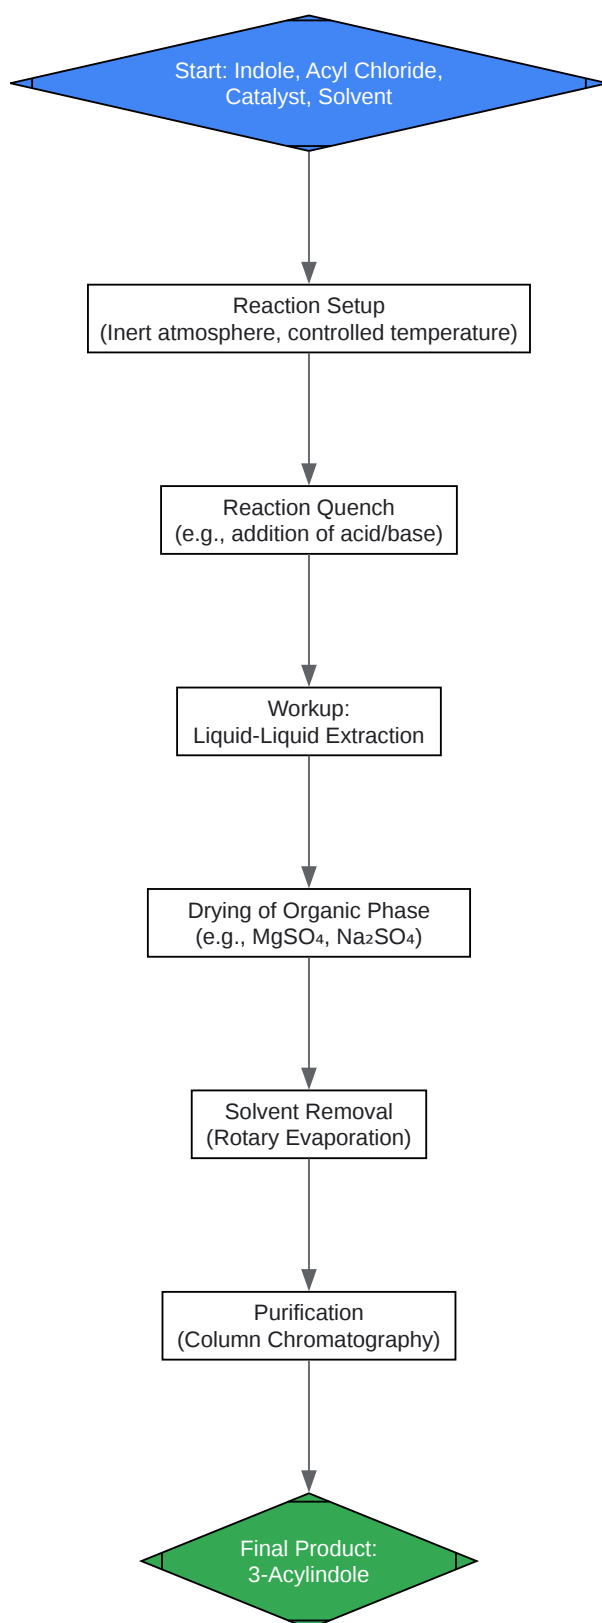 Start: Indole, Acyl Chloride,
Catalyst, Solvent
Reaction Setup
(Inert atmosphere, controlled temperature)
Reaction Quench
(e.g., addition of acid/base)
Workup:
Liquid-Liquid Extraction
Drying of Organic Phase
(e.g., MgSO₄, Na₂SO₄)
Solvent Removal
(Rotary Evaporation)
Purification
(Column Chromatography)
Final Product:
3-Acylindole